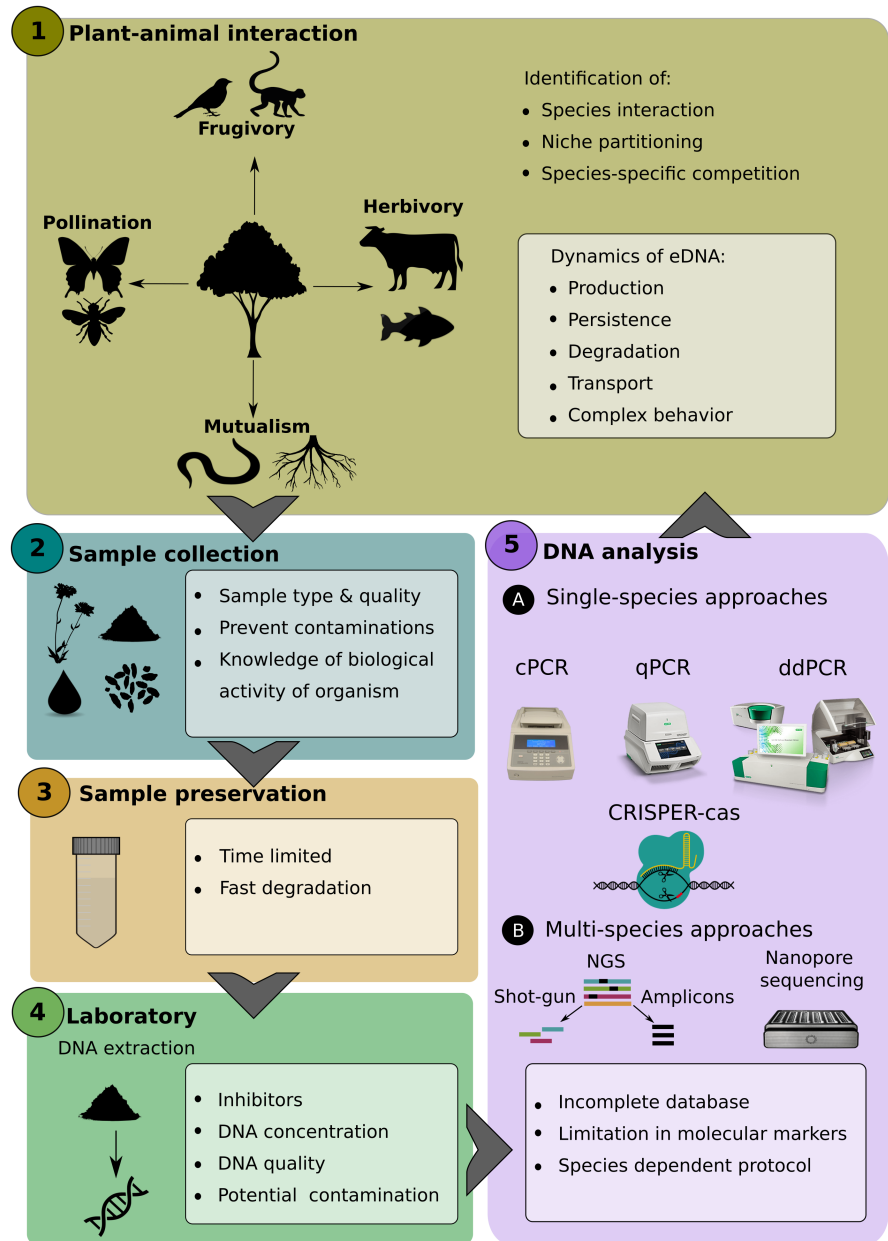 1
Plant-animal interaction
Frugivory
Pollination
Herbivory
Mutualism
Identification of:
• Species interaction
• Niche partitioning
• Species-specific competition
Dynamics of eDNA:
• Production
• Persistence
• Degradation
• Transport
• Complex behavior
2
Sample collection
• Sample type & quality
• Prevent contaminations
• Knowledge of biological
activity of organism
3
Sample preservation
• Time limited
• Fast degradation
4
Laboratory
DNA extraction
• Inhibitors
• DNA concentration
• DNA quality
• Potential contamination
5
DNA analysis
A Single-species approaches
cPCR
qPCR
ddPCR
CRISPER-cas
B Multi-species approaches
NGS
Shot-gun
Amplicons
Nanopore
sequencing
• Incomplete database
• Limitation in molecular markers
• Species dependent protocol